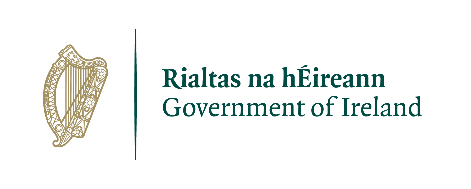 Rialtas na hÉireann
Government of Ireland